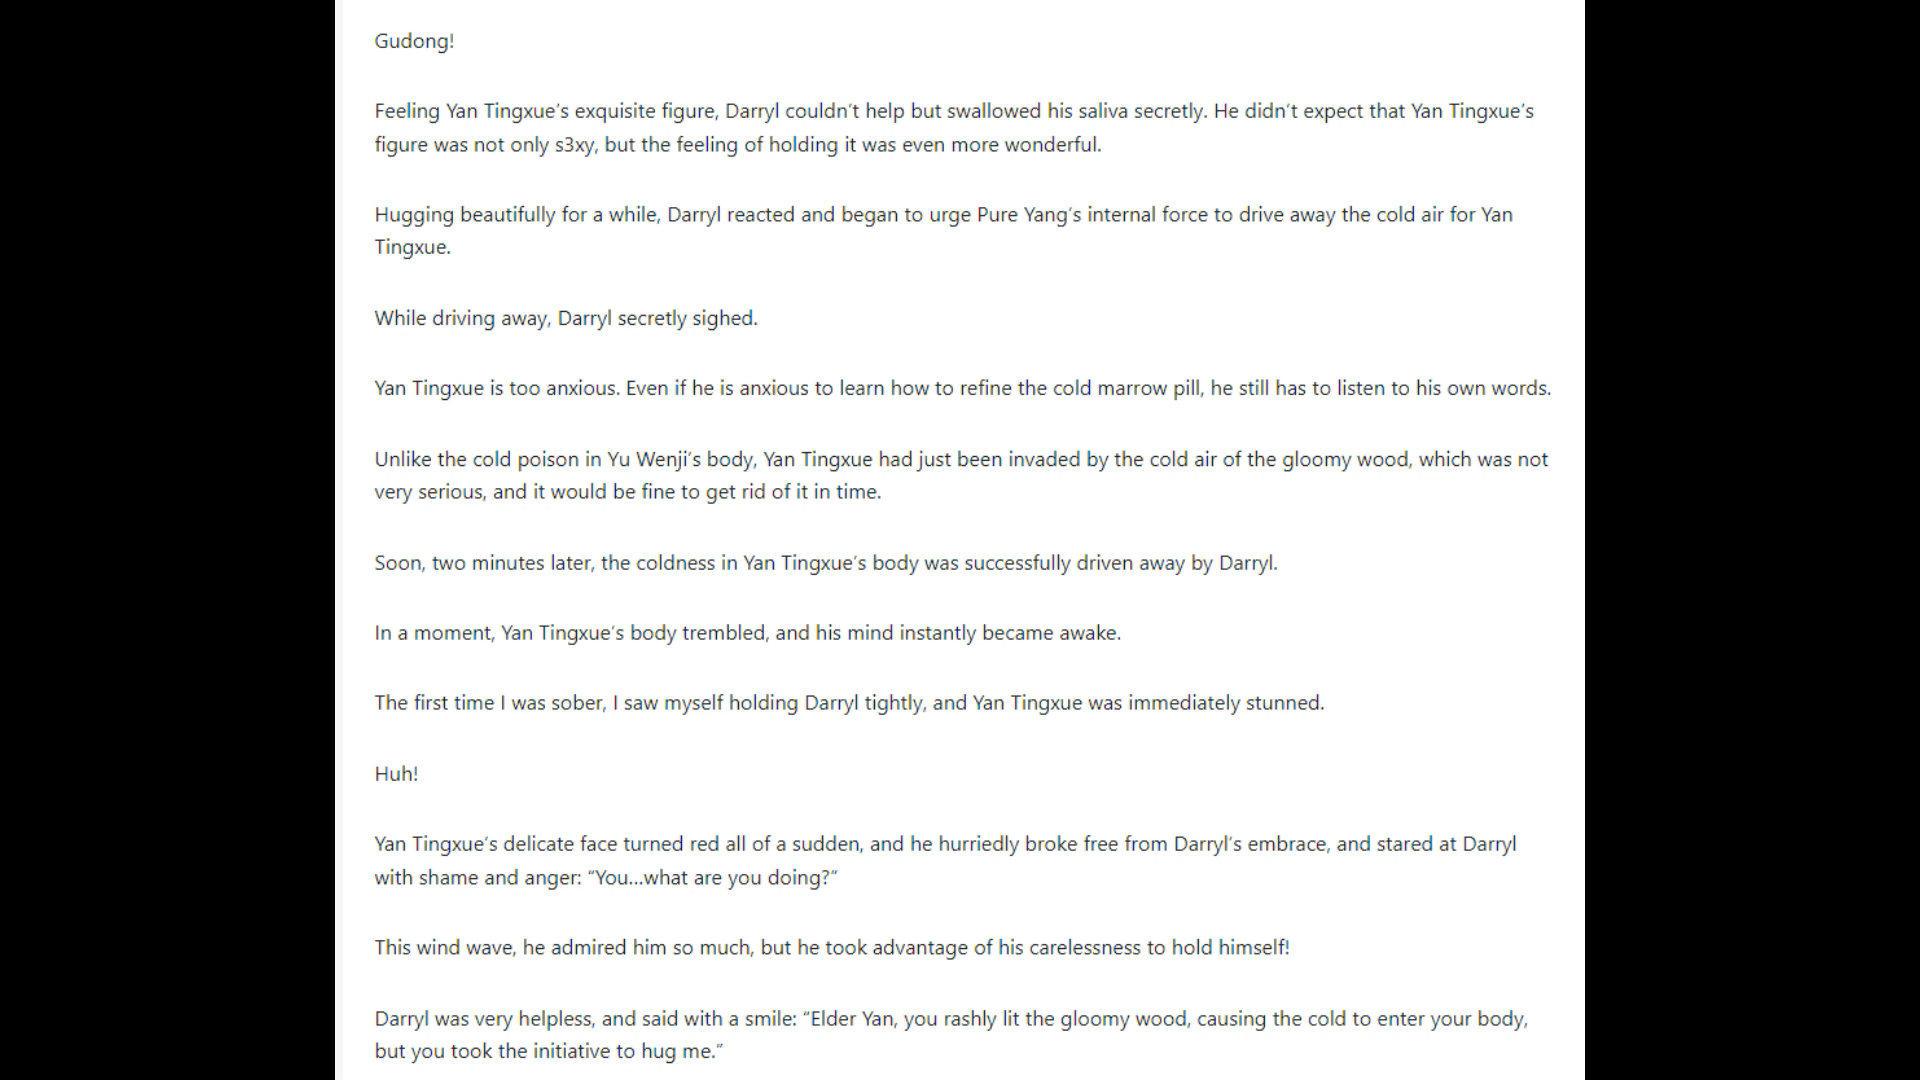 Gudong!
Feeling Yan Tingxue’s exquisite figure, Darryl couldn’t help but swallowed his saliva secretly. He didn’t expect that Yan Tingxue’s
figure was not only s3xy, but the feeling of holding it was even more wonderful.
Hugging beautifully for a while, Darryl reacted and began to urge Pure Yang’s internal force to drive away the cold air for Yan
Tingxue.
While driving away, Darryl secretly sighed.
Yan Tingxue is too anxious. Even if he is anxious to learn how to refine the cold marrow pill, he still has to listen to his own words.
Unlike the cold poison in Yu Wenji’s body, Yan Tingxue had just been invaded by the cold air of the gloomy wood, which was not
very serious, and it would be fine to get rid of it in time.
Soon, two minutes later, the coldness in Yan Tingxue’s body was successfully driven away by Darryl.
In a moment, Yan Tingxue’s body trembled, and his mind instantly became awake.
The first time I was sober, I saw myself holding Darryl tightly, and Yan Tingxue was immediately stunned.
Huh!
Yan Tingxue’s delicate face turned red all of a sudden, and he hurriedly broke free from Darryl’s embrace, and stared at Darryl
with shame and anger: “You…what are you doing?”
This wind wave, he admired him so much, but he took advantage of his carelessness to hold himself!
Darryl was very helpless, and said with a smile: “Elder Yan, you rashly lit the gloomy wood, causing the cold to enter your body,
but you took the initiative to hug me.”